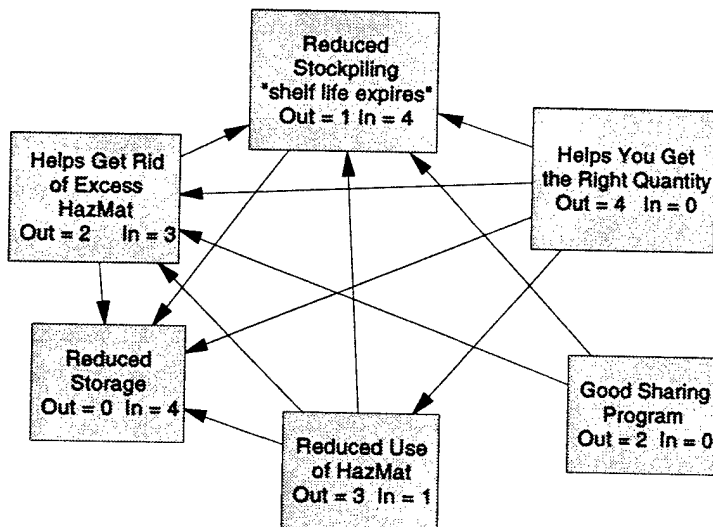 Reduced
Stockpiling
"shelf life expires"
Out = 1 In = 4
Helps Get Rid
of Excess
HazMat
Out = 2 In = 3
Helps You Get
the Right Quantity
Out = 4 In = 0
Reduced
Storage
Out = 0 In = 4
Good Sharing
Program
Out = 2 In = 0
Reduced Use
of HazMat
Out = 3 In = 1